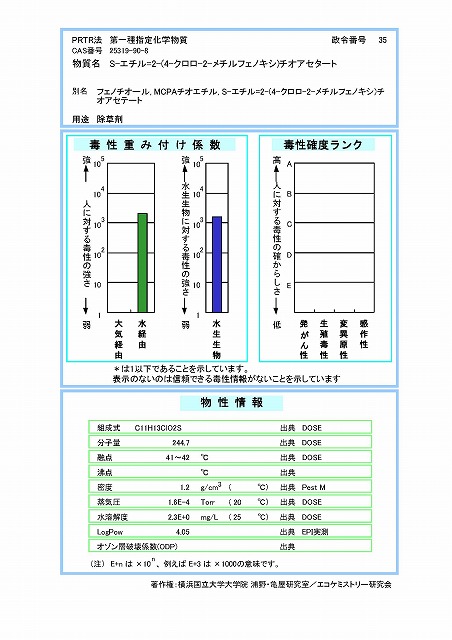 PRTR法 第一種指定化学物質 政令番号 35
CAS番号 25319-90-8
物質名 S-エチル=2-(4-クロロ-2-メチルフェノキシ)チオアセタート
別名 フェノチオール, MCPAチオエチル, S-エチル=2-(4-クロロ-2-メチルフェノキシ)チ
オアセテート
用途 除草剤
毒性重み付け係数
強 人に対する毒性の強さ 弱
10^5
10^4
10^3
10^2
10
1
大気経由
水経由
強 水生生物に対する毒性の強さ 弱
10^5
10^4
10^3
10^2
10
1
水生生物
毒性確度ランク
高 人に対する毒性の確からしさ 低
A
B
C
D
E
発がん性
生殖毒性
変異原性
感作性
*は1以下であることを示しています。
表示のないのは信頼できる毒性情報がないことを示しています
物性情報
組成式 C11H13ClO2S 出典 DOSE
分子量 244.7 出典 DOSE
融点 41~42 ℃ 出典 DOSE
沸点 ℃ 出典
密度 1.2 g/cm3 ( ℃) 出典 Pest M
蒸気圧 1.6E-4 Torr (20 ℃) 出典 DOSE
水溶解度 2.3E+0 mg/L (25 ℃) 出典 DOSE
LogPow 4.05 出典 EPI実測
オゾン層破壊係数(ODP) 出典
(注) E+n は ×10^n、例えば E+3 は ×1000の意味です。
著作権:横浜国立大学大学院 浦野・亀屋研究室/エコケミストリー研究会